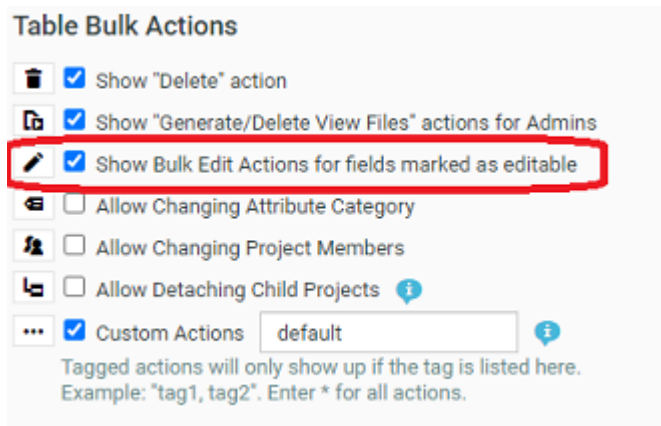 Table Bulk Actions
Show "Delete" action
Show "Generate/Delete View Files" actions for Admins
Show Bulk Edit Actions for fields marked as editable
Allow Changing Attribute Category
Allow Changing Project Members
Allow Detaching Child Projects
Custom Actions default
Tagged actions will only show up if the tag is listed here.
Example: "tag1, tag2". Enter * for all actions.